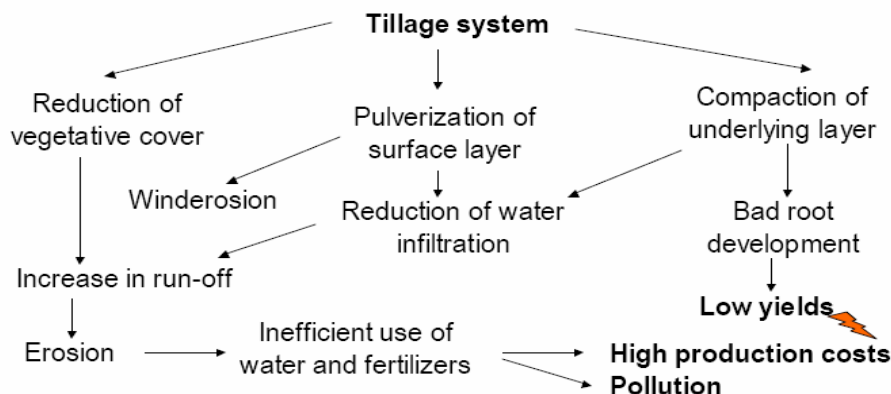 Tillage system
Reduction of
vegetative cover
Pulverization of
surface layer
Compaction of
underlying layer
Winderosion
Reduction of water
infiltration
Bad root
development
Increase in run-off
Low yields
Erosion
Inefficient use of
water and fertilizers
High production costs
Pollution